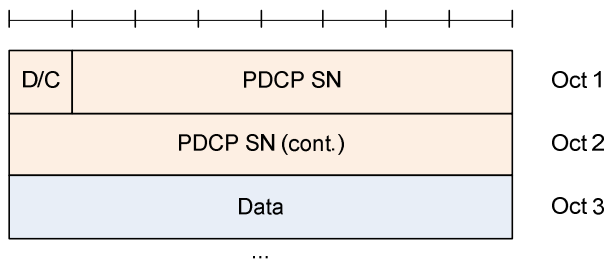 D/C PDCP SN Oct 1
PDCP SN (cont.) Oct 2
Data Oct 3
...